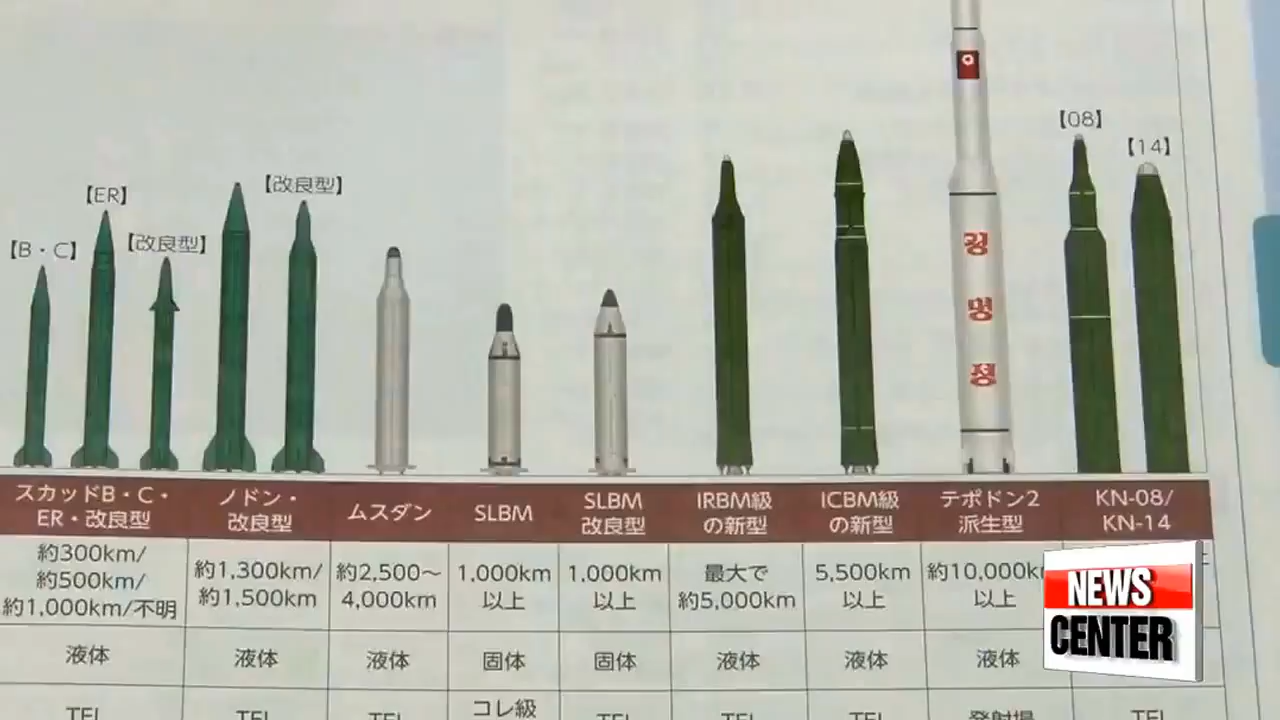 【B・C】
【ER】
【改良型】
【改良型】
【08】
【14】
スカッドB・C・
ER・改良型
ノドン・
改良型
ムスダン
SLBM
SLBM
改良型
IRBM級
の新型
ICBM級
の新型
テポドン2
派生型
KN-08/
KN-14
約300km/
約500km/
約1,000km/不明
約1,300km/
約1,500km
約2,500～
4,000km
1,000km
以上
1,000km
以上
最大で
約5,000km
5,500km
以上
約10,000km
以上
液体
液体
液体
固体
固体
液体
液体
液体
TEL
TEL
TEL
コレ級
TEL
TEL
TEL
発射場
TEL
NEWS
CENTER